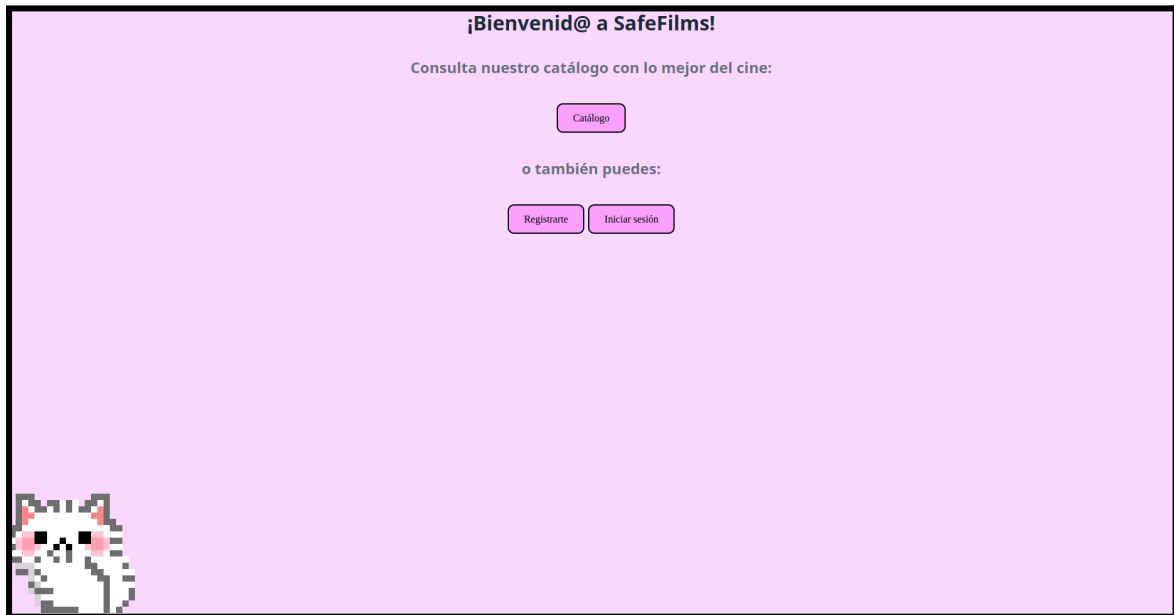 ¡Bienvenid@ a SafeFilms!
Consulta nuestro catálogo con lo mejor del cine:
Catálogo
o también puedes:
Registrarte Iniciar sesión